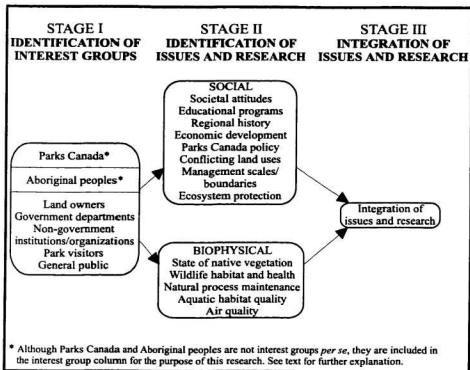 STAGE I
IDENTIFICATION OF
INTEREST GROUPS
STAGE II
IDENTIFICATION OF
ISSUES AND RESEARCH
STAGE III
INTEGRATION OF
ISSUES AND RESEARCH
Parks Canada*
Aboriginal peoples*
Land owners
Government departments
Non-government
institutions/organizations
Park visitors
General public
SOCIAL
Societal attitudes
Educational programs
Regional history
Economic development
Parks Canada policy
Conflicting land uses
Management scales/
boundaries
Ecosystem protection
BIOPHYSICAL
State of native vegetation
Wildlife habitat and health
Natural process maintenance
Aquatic habitat quality
Air quality
Integration of
issues and research
* Although Parks Canada and Aboriginal peoples are not interest groups per se, they are included in
the interest group column for the purpose of this research. See text for further explanation.